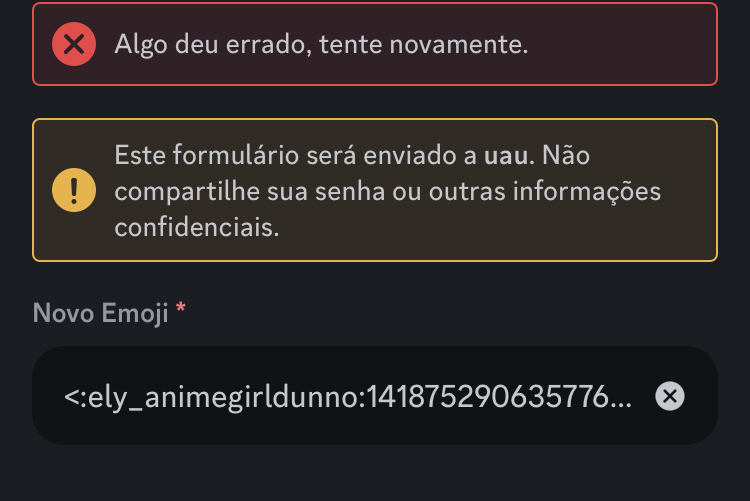 Algo deu errado, tente novamente.
Este formulário será enviado a uau. Não
compartilhe sua senha ou outras informações
confidenciais.
Novo Emoji *
<:ely_animegirldunno:141875290635776...